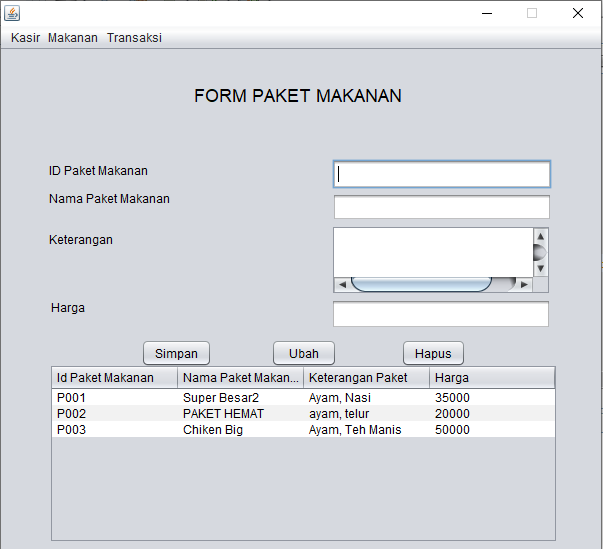 Kasir Makanan Transaksi
FORM PAKET MAKANAN
ID Paket Makanan
Nama Paket Makanan
Keterangan
Harga
Simpan Ubah Hapus
Id Paket Makanan Nama Paket Makan... Keterangan Paket Harga
P001 Super Besar2 Ayam, Nasi 35000
P002 PAKET HEMAT ayam, telur 20000
P003 Chiken Big Ayam, Teh Manis 50000